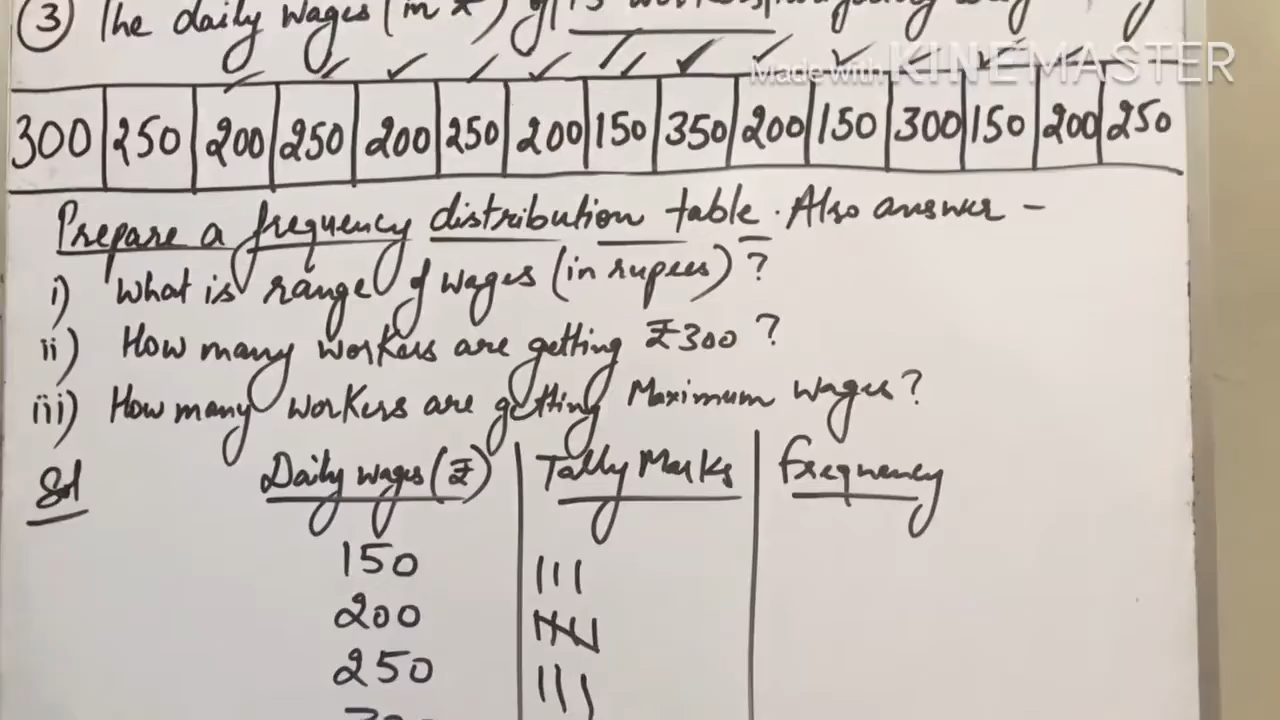 ③ The daily wages (in ₹) of 15 workers
Made with KINEMASTER
300 250 200 250 200 250 200 150 350 200 150 300 150 200 250
Prepare a frequency distribution table. Also answer -
i) What is range of wages (in rupees)?
ii) How many workers are getting ₹300?
iii) How many workers are getting Maximum wages?
Sol Daily wages (₹) Tally Marks Frequency
150 |||
200 ||||
250 |||